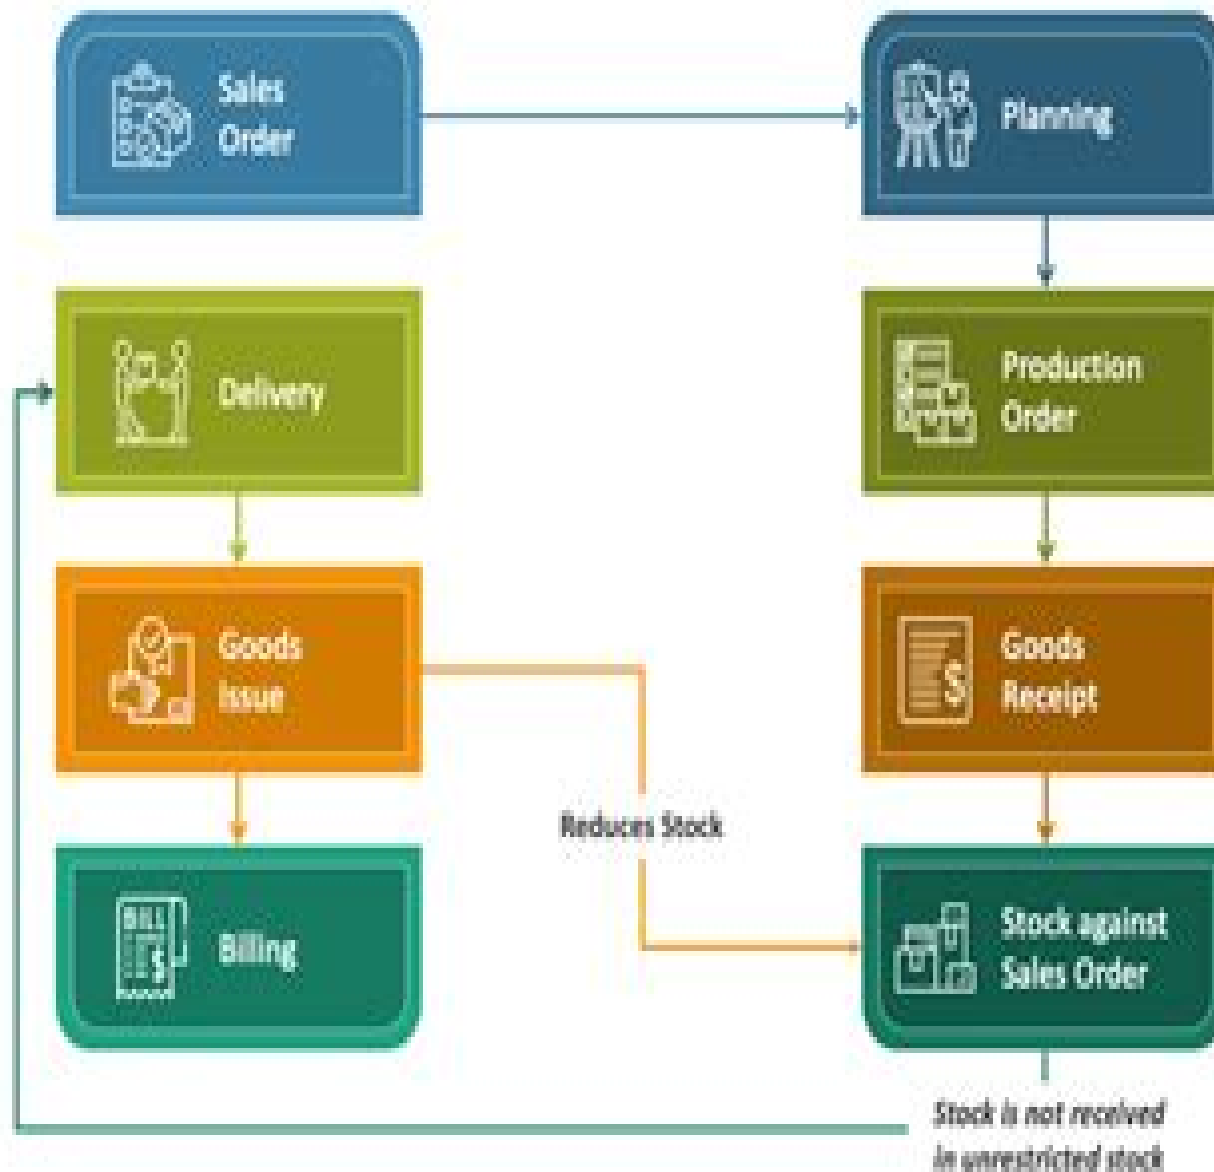 Sales
Order
Planning
Delivery
Production
Order
Goods
Issue
Goods
Receipt
Reduces Stock
BILL
$
$
Billing
Stock against
Sales Order
Stock is not received
in unrestricted stock